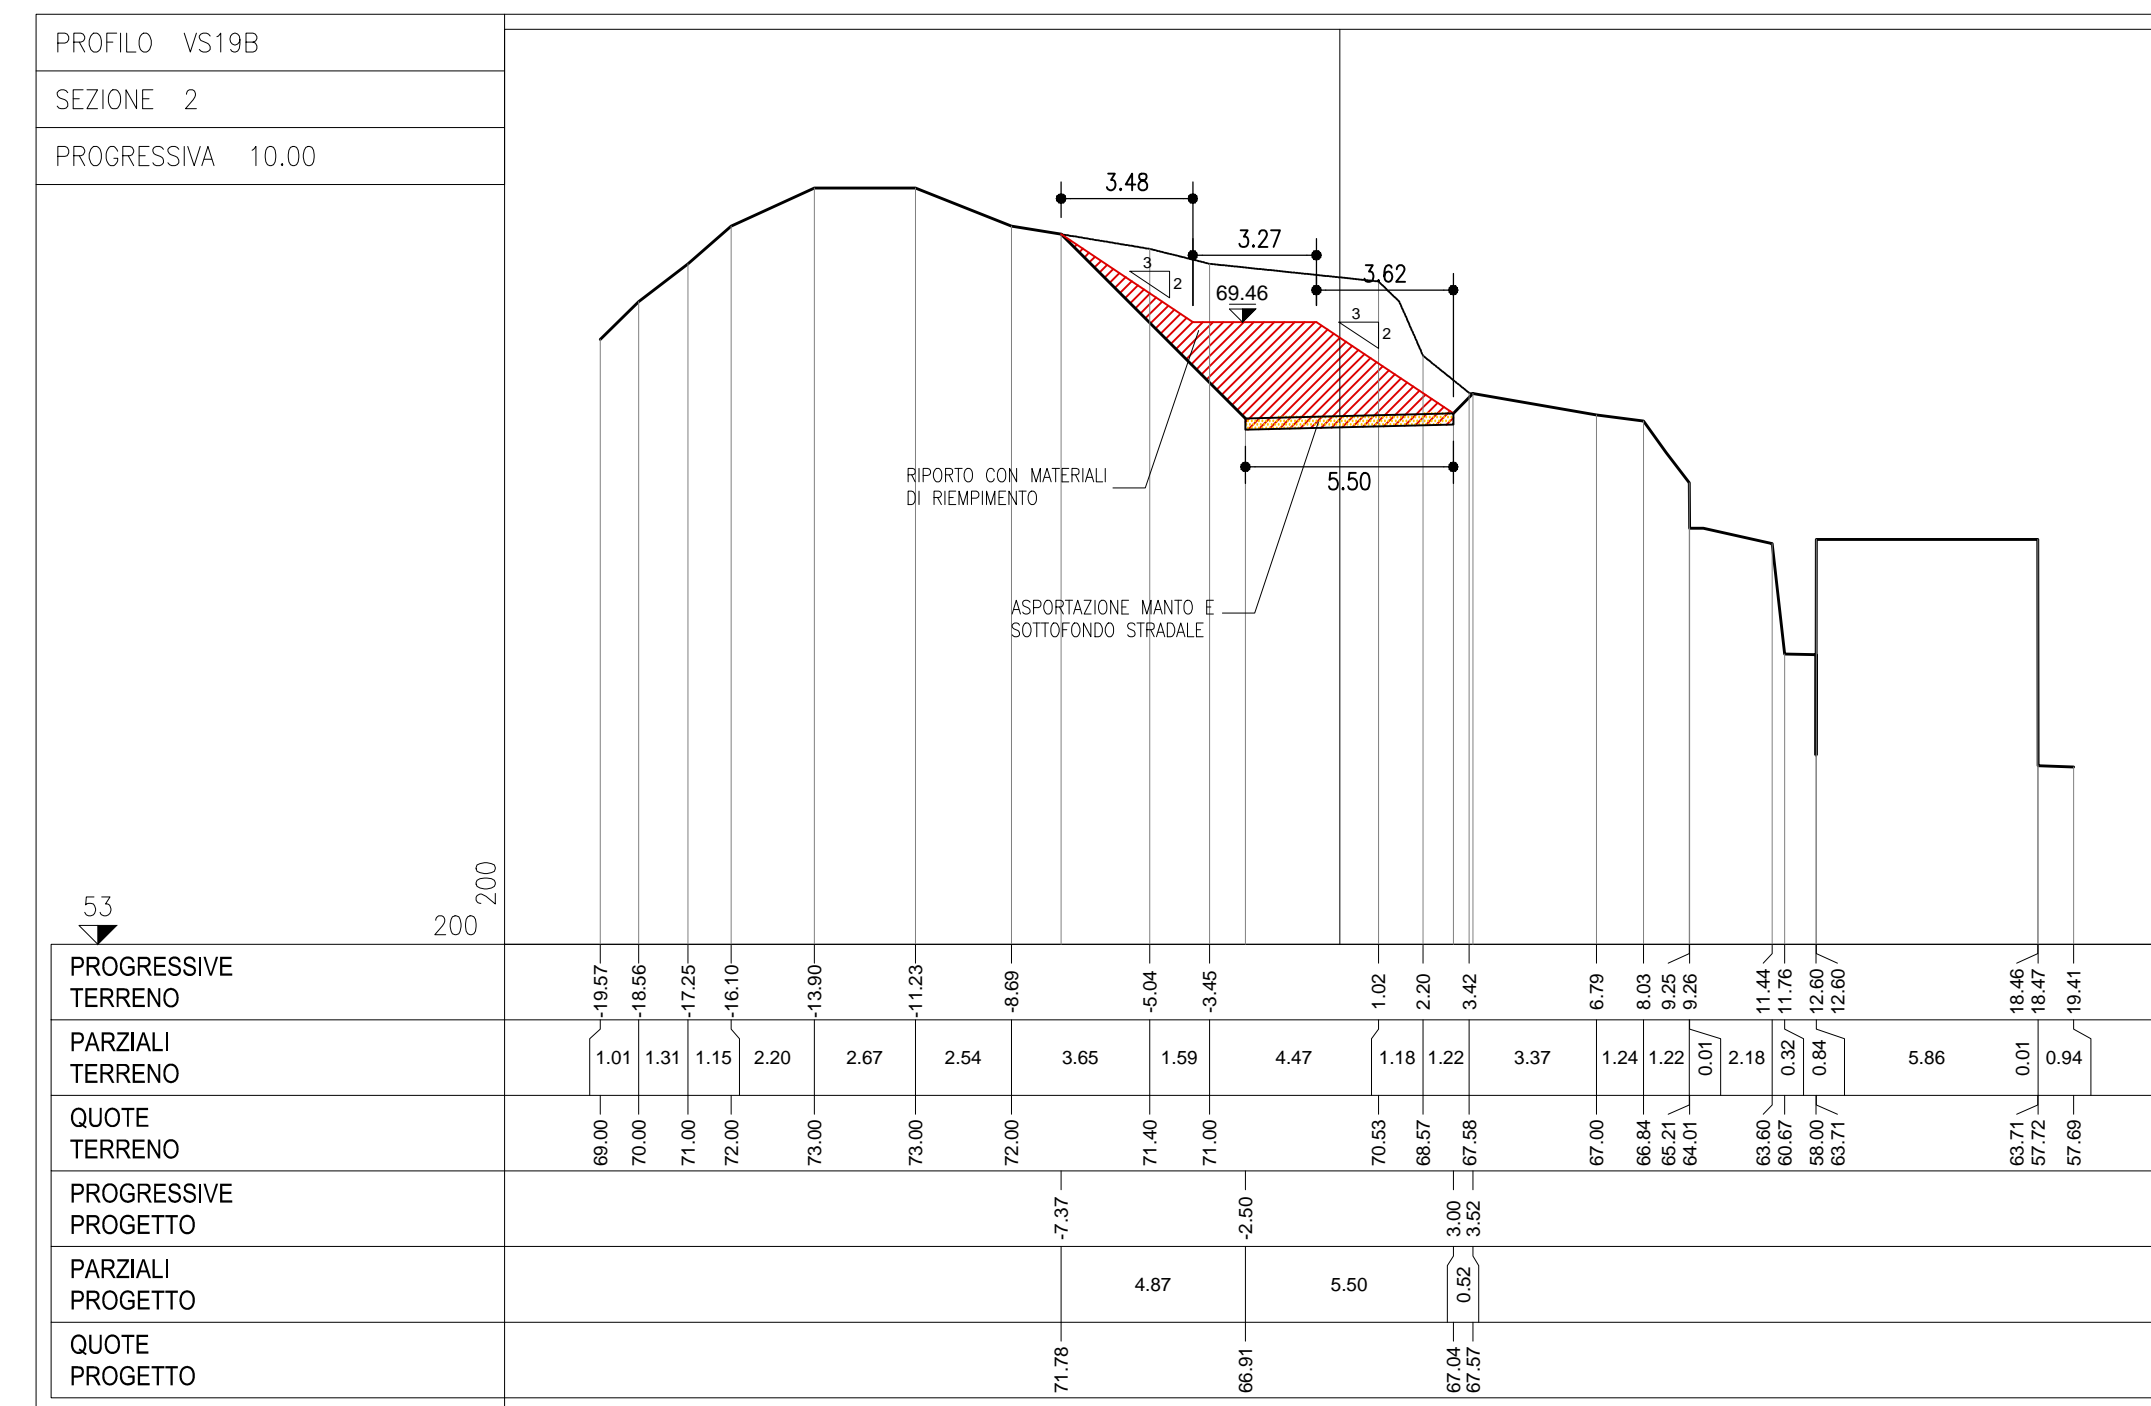 PROFILO VS19B
SEZIONE 2
PROGRESSIVA 10.00
3.48
3.27
3.62
3
2
69.46
3
2
5.50
RIPORTO CON MATERIALI
DI RIEMPIMENTO
ASPORTAZIONE MANTO E
SOTTOFONDO STRADALE
53
200
200
PROGRESSIVE
TERRENO
-19.57 -18.56 -17.25 -16.10 -13.90 -11.23 -8.69 -5.04 -3.45 1.02 2.20 3.42 6.79 8.03 9.25 9.26 11.44 11.76 12.60 12.60 18.46 18.47 19.41
PARZIALI
TERRENO
1.01 1.31 1.15 2.20 2.67 2.54 3.65 1.59 4.47 1.18 1.22 3.37 1.24 1.22 0.01 2.18 0.32 0.84 5.86 0.01 0.94
QUOTE
TERRENO
69.00 70.00 71.00 72.00 73.00 73.00 72.00 71.40 71.00 70.53 68.57 67.58 67.00 66.84 65.21 64.01 63.60 60.67 58.00 63.71 63.71 57.72 57.69
PROGRESSIVE
PROGETTO
-7.37 -2.50 3.00 3.52
PARZIALI
PROGETTO
4.87 5.50 0.52
QUOTE
PROGETTO
71.78 66.91 67.04 67.57